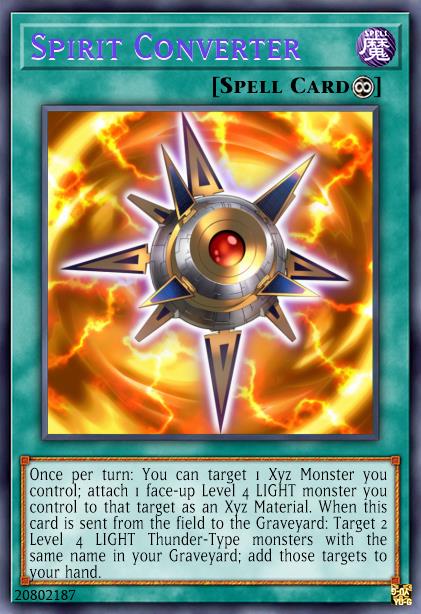 Spirit Converter
SPELL
魔
[Spell Card]
Once per turn: You can target 1 Xyz Monster you
control; attach 1 face-up Level 4 LIGHT monster you
control to that target as an Xyz Material. When this
card is sent from the field to the Graveyard: Target 2
Level 4 LIGHT Thunder-Type monsters with the
same name in your Graveyard; add those targets to
your hand.
20802187